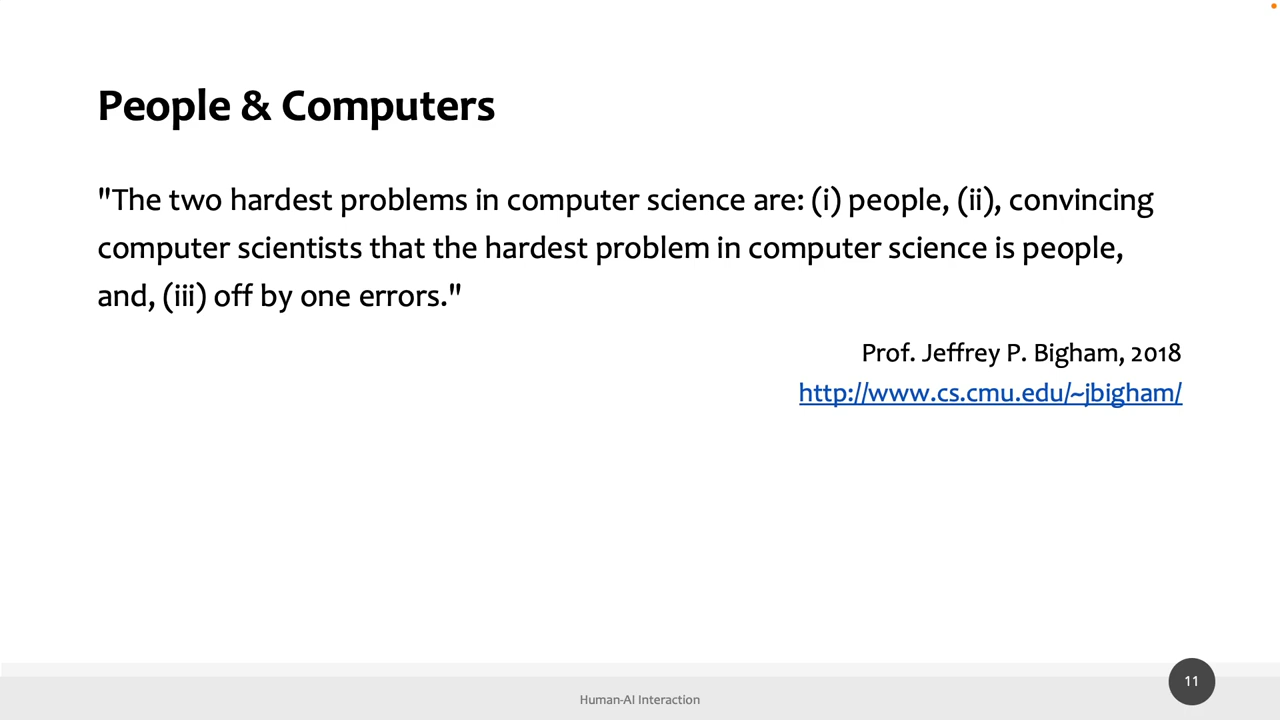 People & Computers
"The two hardest problems in computer science are: (i) people, (ii), convincing
computer scientists that the hardest problem in computer science is people,
and, (iii) off by one errors."
Prof. Jeffrey P. Bigham, 2018
http://www.cs.cmu.edu/~jbigham/
11
Human-AI Interaction